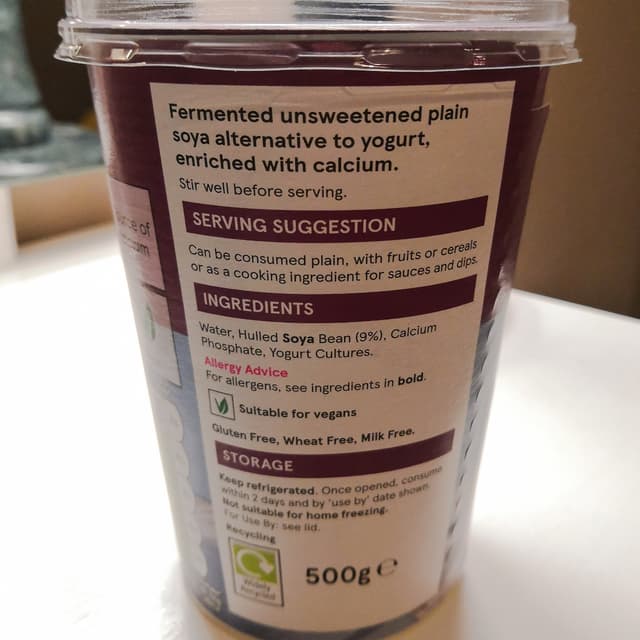 Fermented unsweetened plain
soya alternative to yogurt,
enriched with calcium.
Stir well before serving.
SERVING SUGGESTION
Can be consumed plain, with fruits or cereals
or as a cooking ingredient for sauces and dips.
INGREDIENTS
Water, Hulled Soya Bean (9%), Calcium
Phosphate, Yogurt Cultures.
Allergy Advice
For allergens, see ingredients in bold.
Suitable for vegans
Gluten Free, Wheat Free, Milk Free.
STORAGE
Keep refrigerated. Once opened, consume
within 2 days and by 'use by' date shown.
Not suitable for home freezing.
For Use By: see lid.
Recycling
Widely
Recycled
500g e